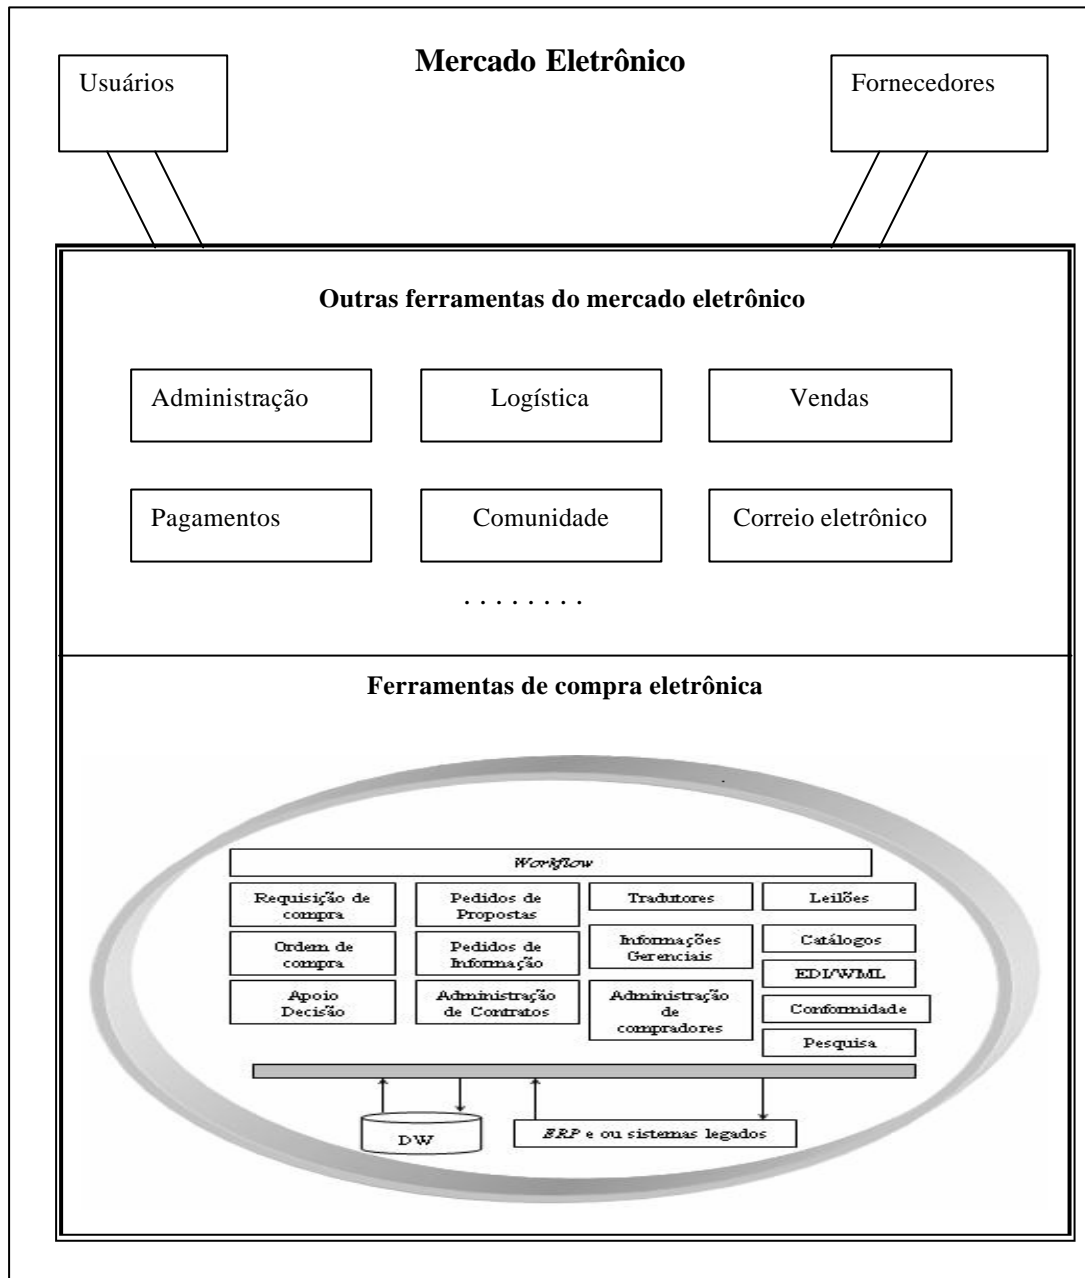 Mercado Eletrônico
Usuários
Fornecedores
Outras ferramentas do mercado eletrônico
Administração
Logística
Vendas
Pagamentos
Comunidade
Correio eletrônico
. . . . . . . .
Ferramentas de compra eletrônica
Workflow
Requisição de
compra
Pedidos de
Propostas
Tradutores
Leilões
Ordem de
compra
Pedidos de
Informação
Informações
Gerenciais
Catálogos
EDI/WML
Apoio
Decisão
Administração
de Contratos
Administração
de
compradores
Conformidade
Pesquisa
DW
ERP e ou sistemas legados